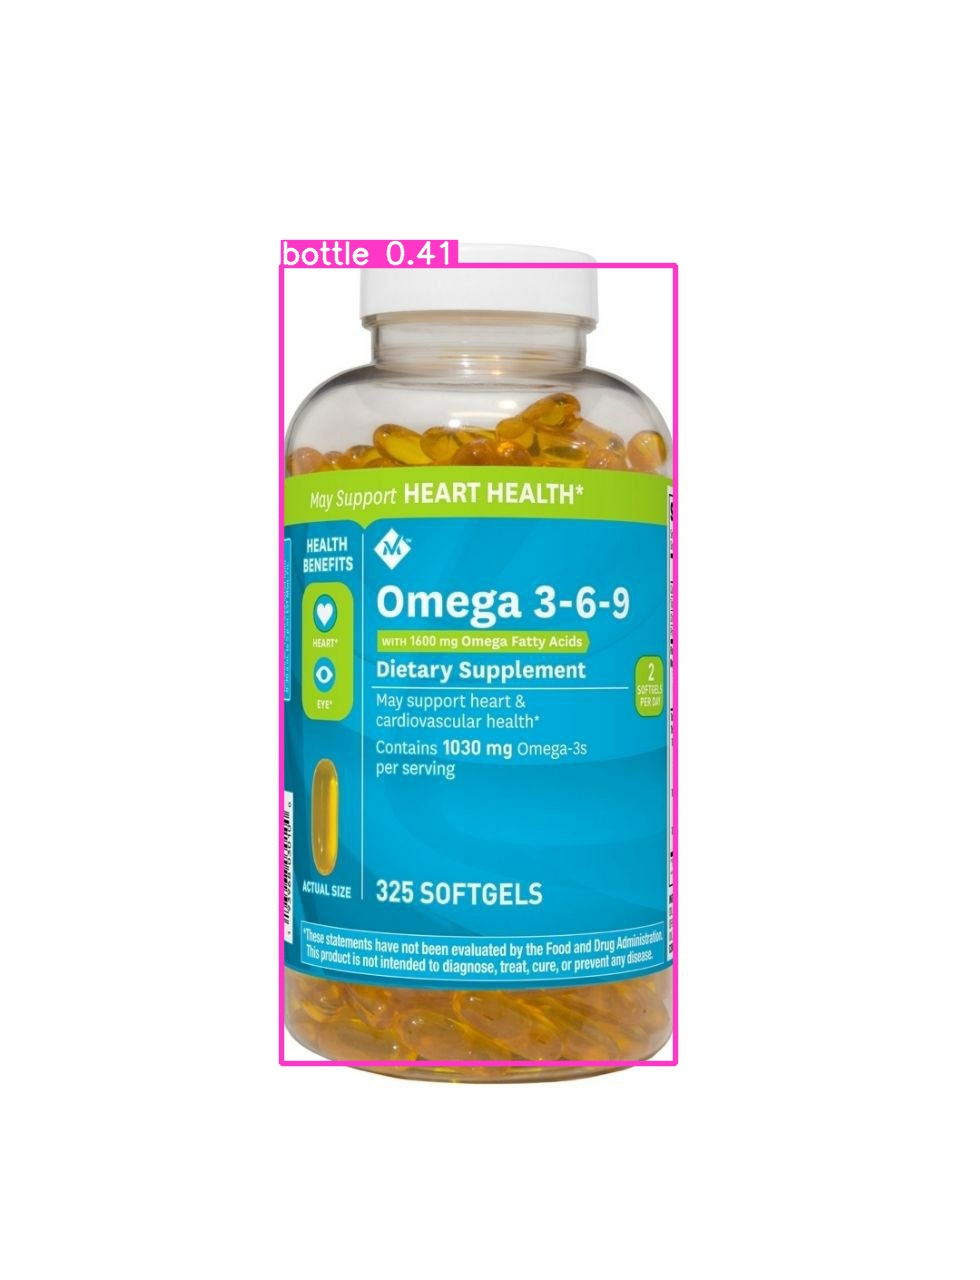 bottle 0.41
May Support HEART HEALTH*
HEALTH
BENEFITS
HEART*
EYE*
ACTUAL SIZE
M
Omega 3-6-9
WITH 1600 mg Omega Fatty Acids
Dietary Supplement
2
SOFTGELS
PER DAY
May support heart &
cardiovascular health*
Contains 1030 mg Omega-3s
per serving
325 SOFTGELS
*These statements have not been evaluated by the Food and Drug Administration.
This product is not intended to diagnose, treat, cure, or prevent any disease.